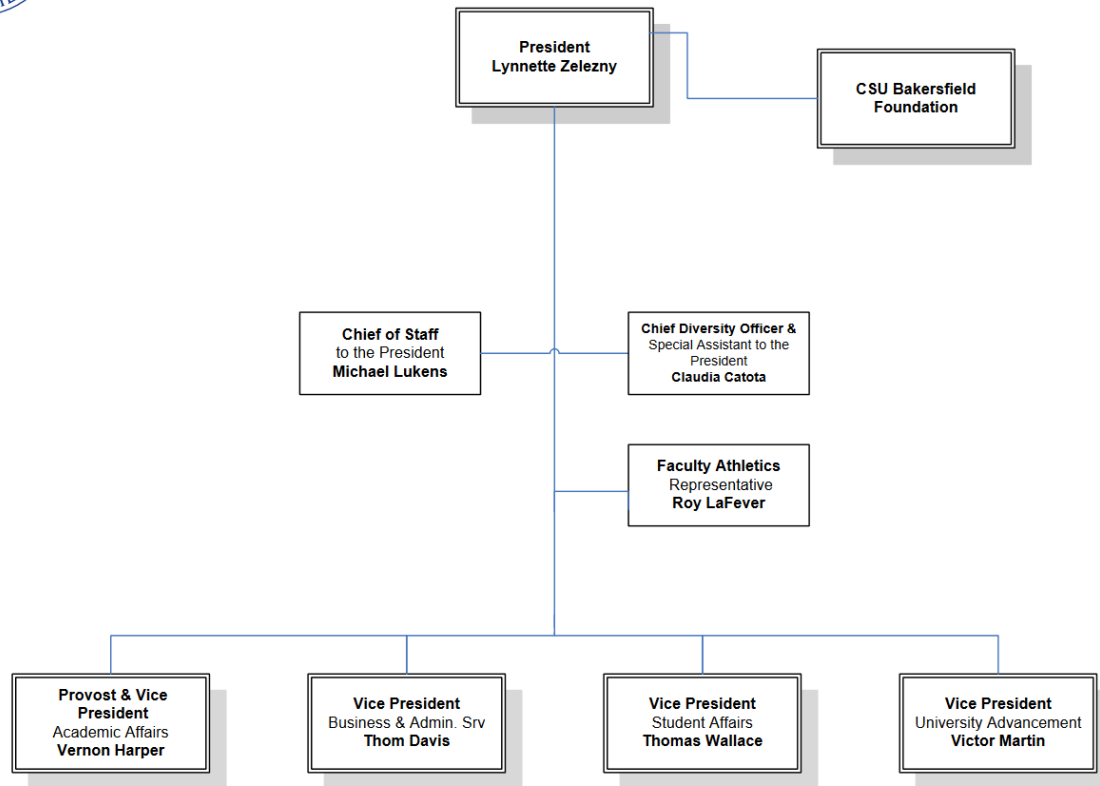 President
Lynnette Zelezny
CSU Bakersfield
Foundation
Chief of Staff
to the President
Michael Lukens
Chief Diversity Officer &
Special Assistant to the
President
Claudia Catota
Faculty Athletics
Representative
Roy LaFever
Provost & Vice
President
Academic Affairs
Vernon Harper
Vice President
Business & Admin. Srv
Thom Davis
Vice President
Student Affairs
Thomas Wallace
Vice President
University Advancement
Victor Martin